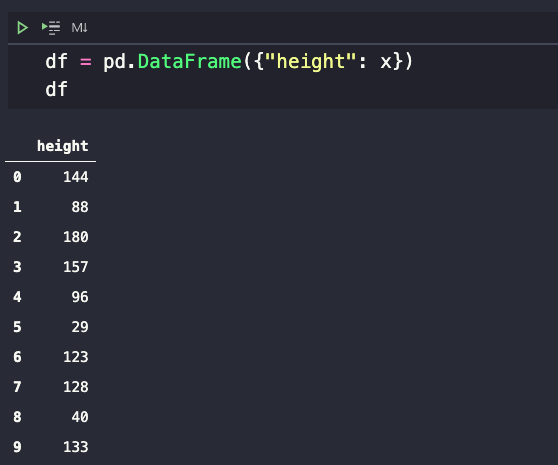 M↓
df = pd.DataFrame({"height": x})
df
height
0 144
1 88
2 180
3 157
4 96
5 29
6 123
7 128
8 40
9 133